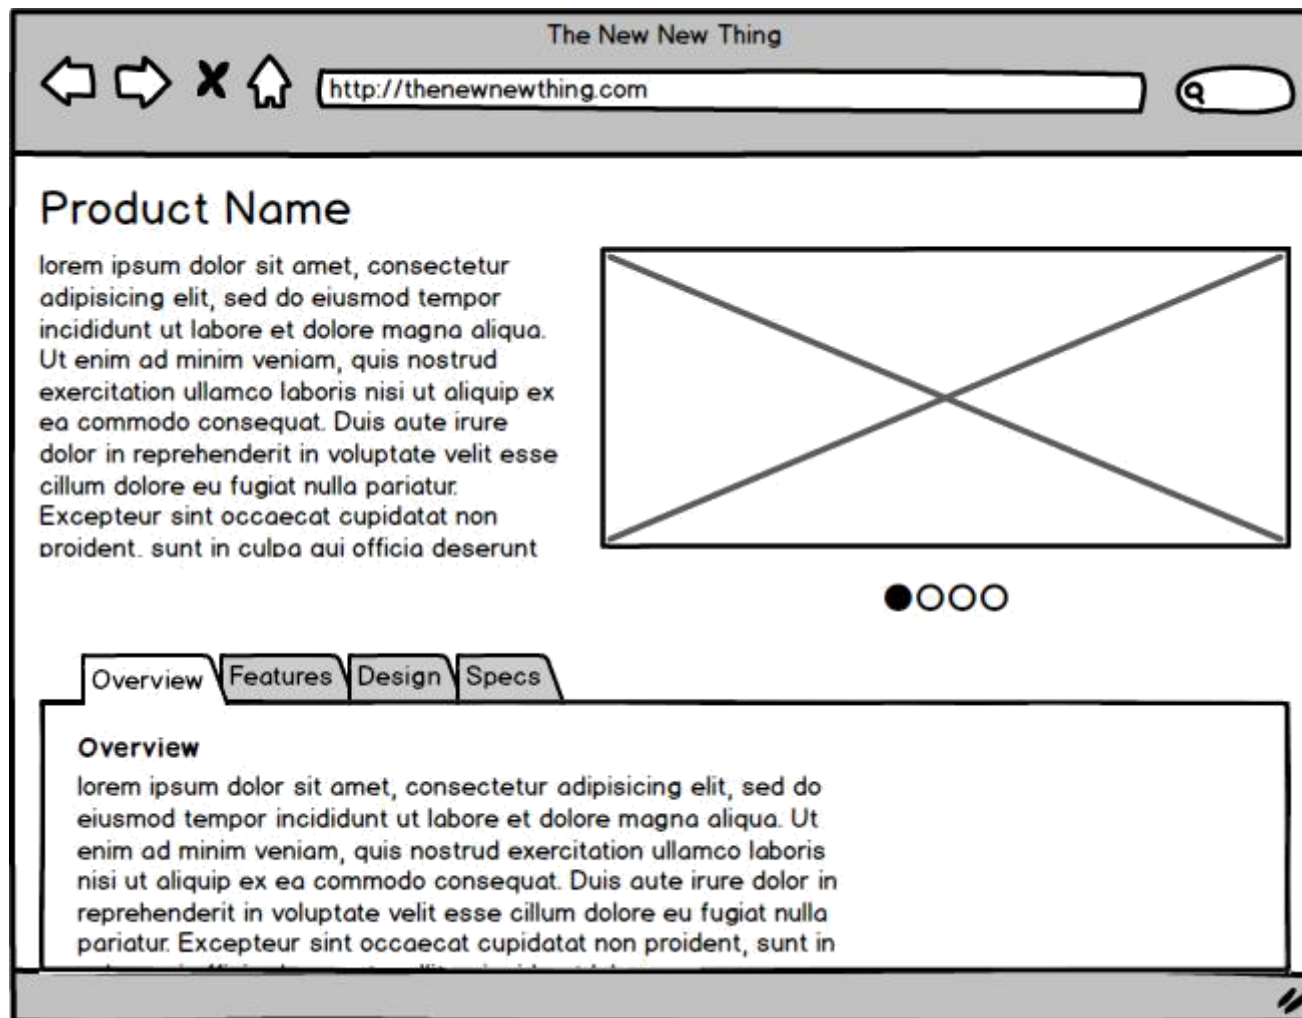 The New New Thing
http://thenewnewthing.com
Product Name
lorem ipsum dolor sit amet, consectetur
adipisicing elit, sed do eiusmod tempor
incididunt ut labore et dolore magna aliqua.
Ut enim ad minim veniam, quis nostrud
exercitation ullamco laboris nisi ut aliquip ex
ea commodo consequat. Duis aute irure
dolor in reprehenderit in voluptate velit esse
cillum dolore eu fugiat nulla pariatur.
Excepteur sint occaecat cupidatat non
proident, sunt in culpa qui officia deserunt
Overview Features Design Specs
Overview
lorem ipsum dolor sit amet, consectetur adipisicing elit, sed do
eiusmod tempor incididunt ut labore et dolore magna aliqua. Ut
enim ad minim veniam, quis nostrud exercitation ullamco laboris
nisi ut aliquip ex ea commodo consequat. Duis aute irure dolor in
reprehenderit in voluptate velit esse cillum dolore eu fugiat nulla
pariatur. Excepteur sint occaecat cupidatat non proident, sunt in